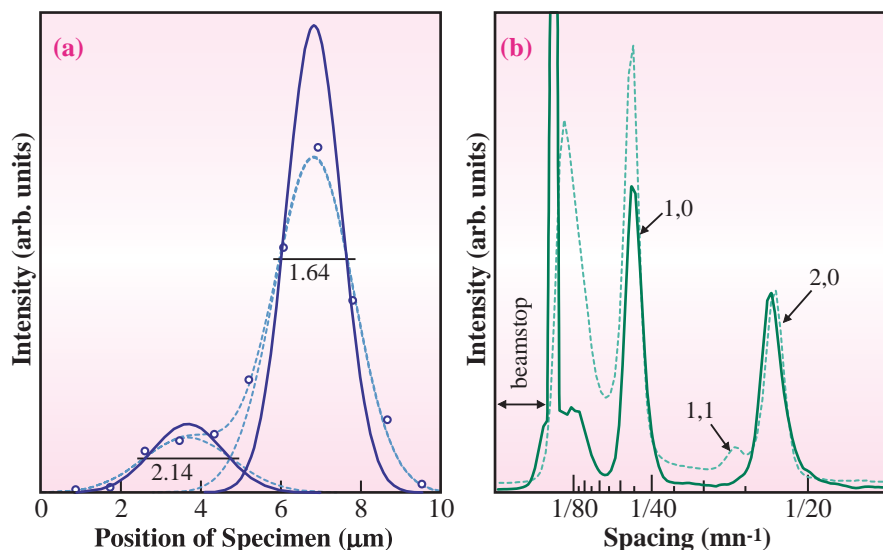 (a)
Intensity (arb. units)
1.64
2.14
0 2 4 6 8 10
Position of Specimen (μm)
(b)
Intensity (arb. units)
1,0
2,0
beamstop
1,1
1/80 1/40 1/20
Spacing (mn-1)